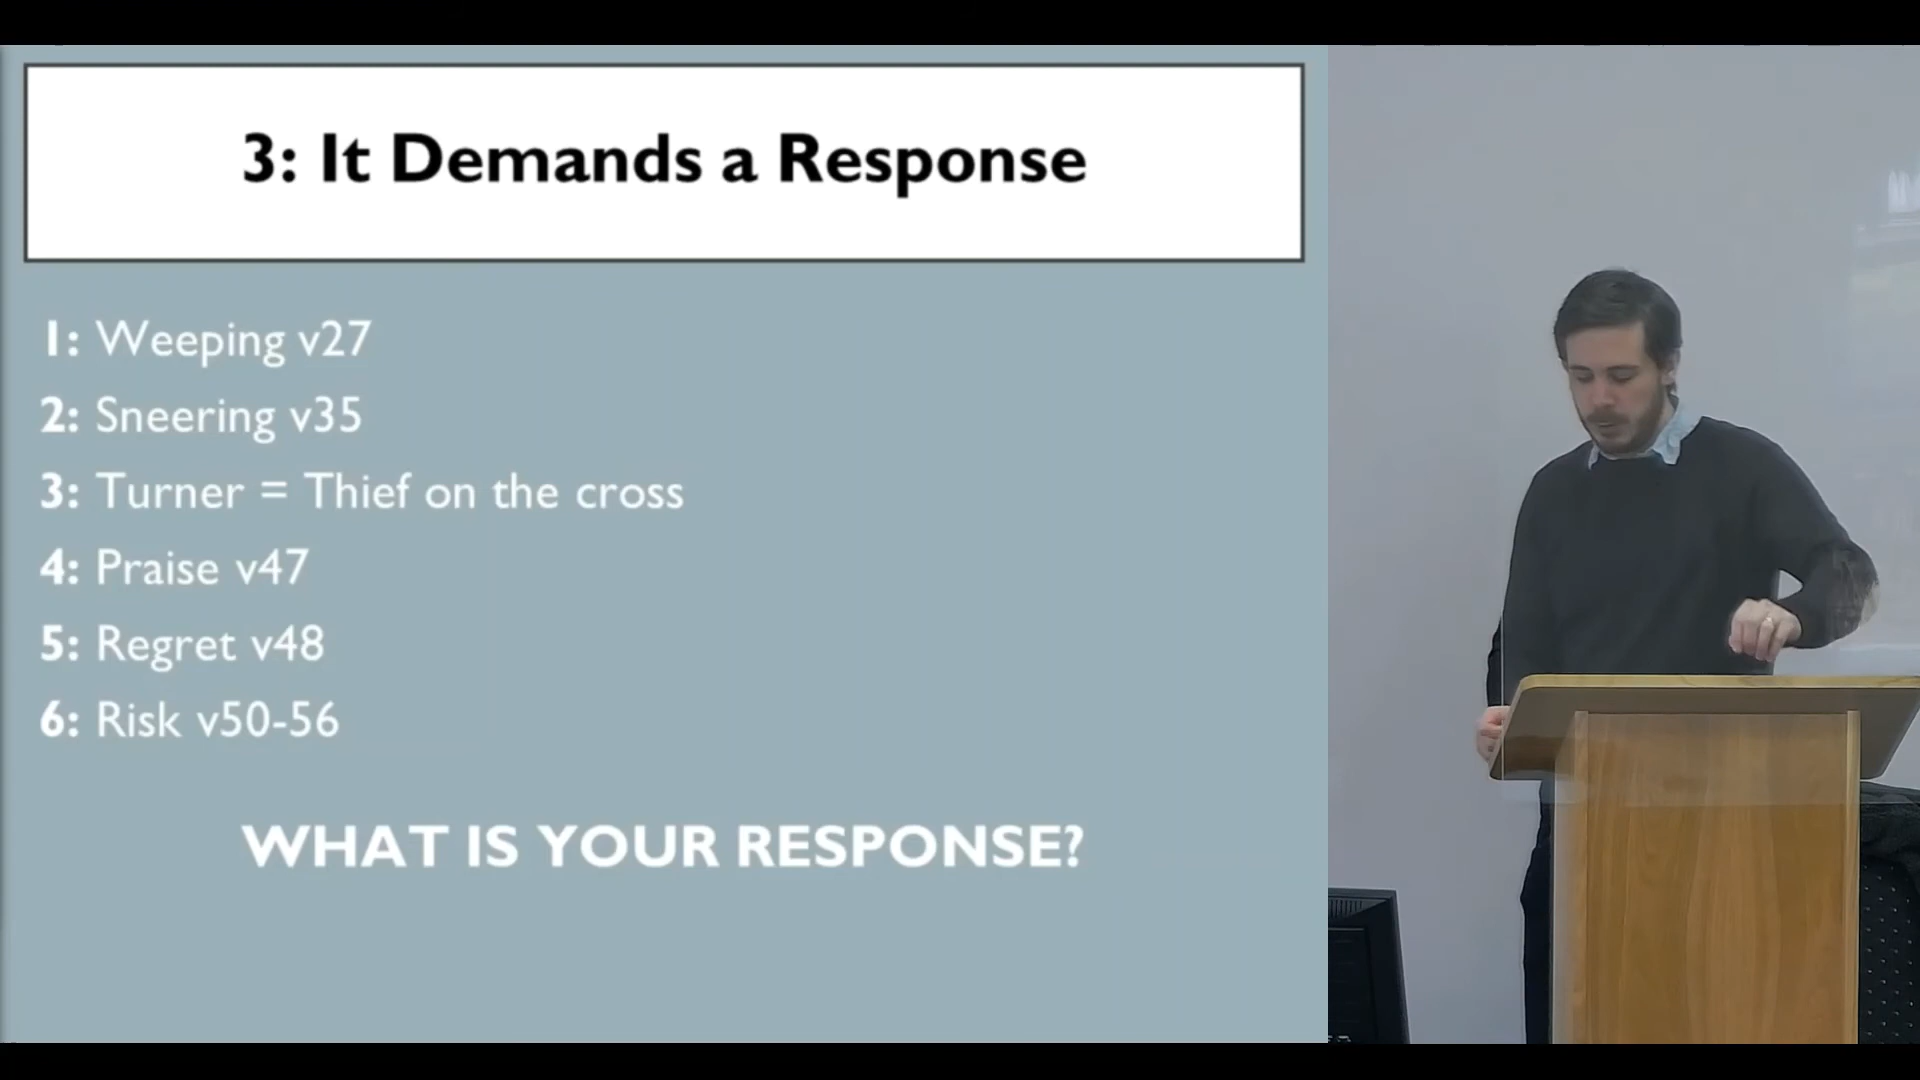 3: It Demands a Response
1: Weeping v27
2: Sneering v35
3: Turner = Thief on the cross
4: Praise v47
5: Regret v48
6: Risk v50-56
WHAT IS YOUR RESPONSE?